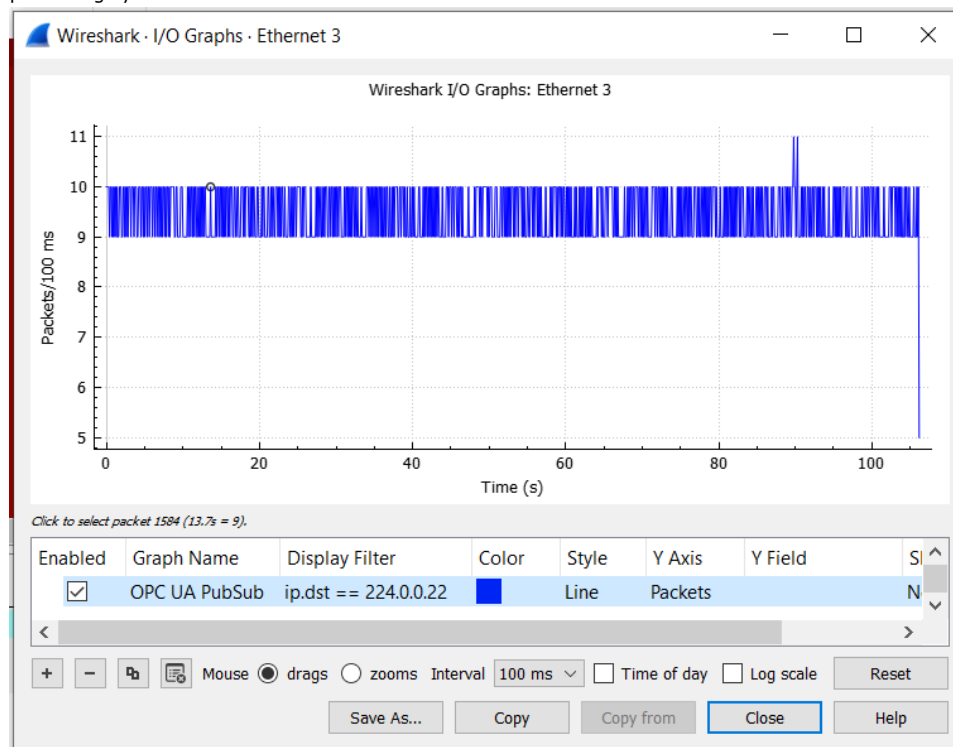 Wireshark · I/O Graphs · Ethernet 3
Wireshark I/O Graphs: Ethernet 3
11
10
9
8
7
6
5
Packets/100 ms
0 20 40 60 80 100
Time (s)
Click to select packet 1584 (13.7s = 9).
Enabled Graph Name Display Filter Color Style Y Axis Y Field
OPC UA PubSub ip.dst == 224.0.0.22 Line Packets
+ − Mouse drags zooms Interval 100 ms Time of day Log scale Reset
Save As... Copy Copy from Close Help